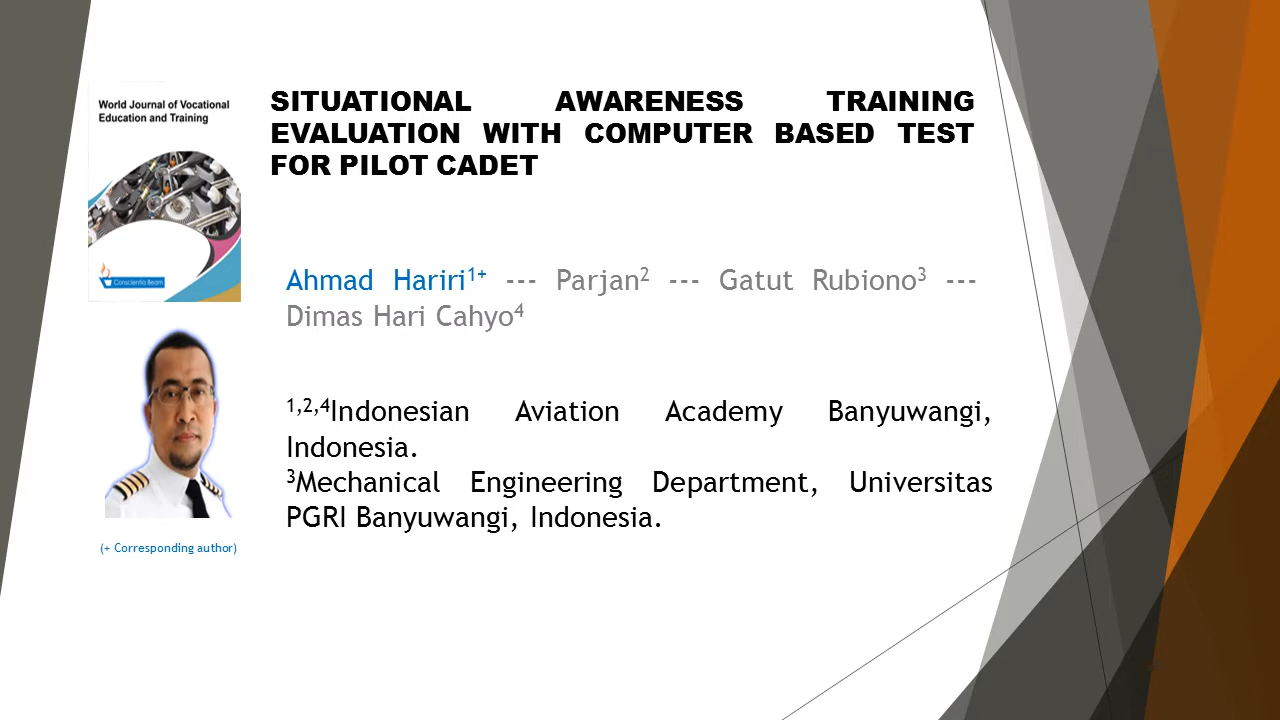 World Journal of Vocational
Education and Training
Conscientia Beam
SITUATIONAL AWARENESS TRAINING
EVALUATION WITH COMPUTER BASED TEST
FOR PILOT CADET
Ahmad Hariri¹⁺ --- Parjan² --- Gatut Rubiono³ ---
Dimas Hari Cahyo⁴
¹,²,⁴Indonesian Aviation Academy Banyuwangi,
Indonesia.
³Mechanical Engineering Department, Universitas
PGRI Banyuwangi, Indonesia.
(+ Corresponding author)